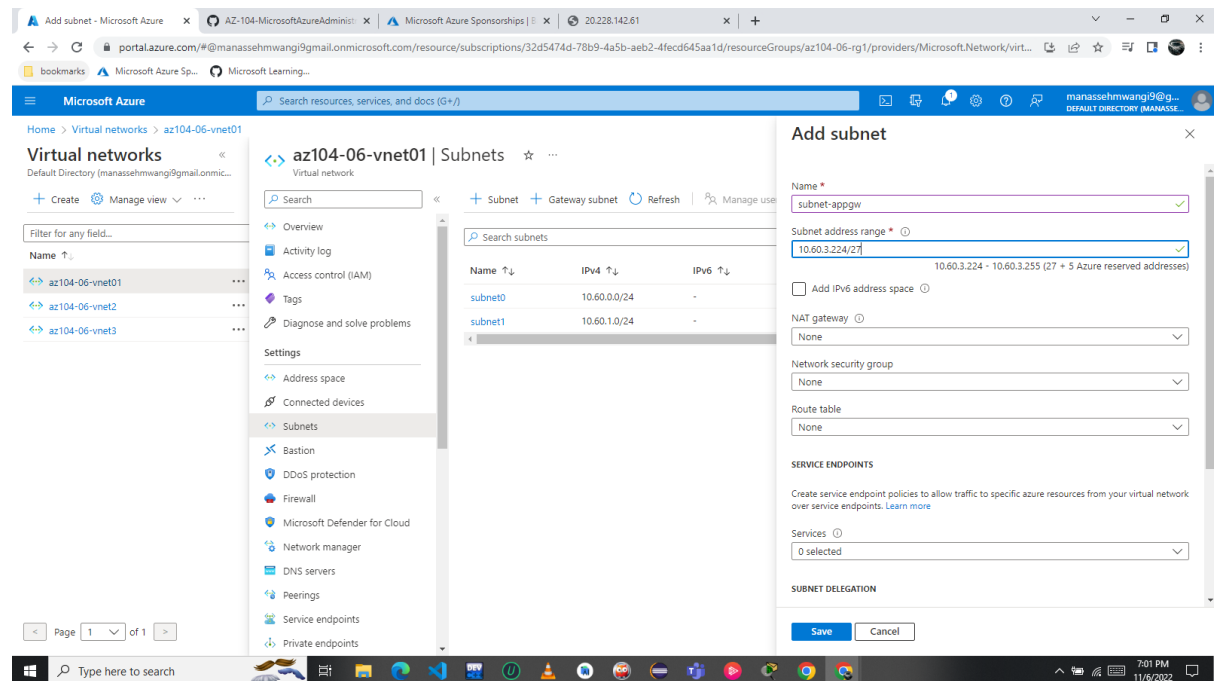 Add subnet - Microsoft Azure
AZ-104-MicrosoftAzureAdminist
Microsoft Azure Sponsorships | B
20.228.142.61
portal.azure.com/#@manassehmwangi9gmail.onmicrosoft.com/resource/subscriptions/32d5474d-78b9-4a5b-aeb2-4fecd645aa1d/resourceGroups/az104-06-rg1/providers/Microsoft.Network/virt...
bookmarks
Microsoft Azure Sp...
Microsoft Learning...
Microsoft Azure
Search resources, services, and docs (G+/)
1
manassehmwangi9@g...
DEFAULT DIRECTORY (MANASSE...
Home > Virtual networks > az104-06-vnet01
Virtual networks
Default Directory (manassehmwangi9gmail.onmic...
+ Create
Manage view
...
Filter for any field...
Name ↑
az104-06-vnet01 ...
az104-06-vnet2 ...
az104-06-vnet3 ...
< Page 1 of 1 >
az104-06-vnet01 | Subnets
Virtual network
Search
Overview
Activity log
Access control (IAM)
Tags
Diagnose and solve problems
Settings
Address space
Connected devices
Subnets
Bastion
DDoS protection
Firewall
Microsoft Defender for Cloud
Network manager
DNS servers
Peerings
Service endpoints
Private endpoints
+ Subnet + Gateway subnet Refresh Manage use
Search subnets
Name ↑↓ IPv4 ↑↓ IPv6 ↑↓
subnet0 10.60.0.0/24 -
subnet1 10.60.1.0/24 -
Add subnet
Name *
subnet-appgw
Subnet address range *
10.60.3.224/27
10.60.3.224 - 10.60.3.255 (27 + 5 Azure reserved addresses)
Add IPv6 address space
NAT gateway
None
Network security group
None
Route table
None
SERVICE ENDPOINTS
Create service endpoint policies to allow traffic to specific azure resources from your virtual network
over service endpoints. Learn more
Services
0 selected
SUBNET DELEGATION
Save
Cancel
Type here to search
DEV
7:01 PM
11/6/2022